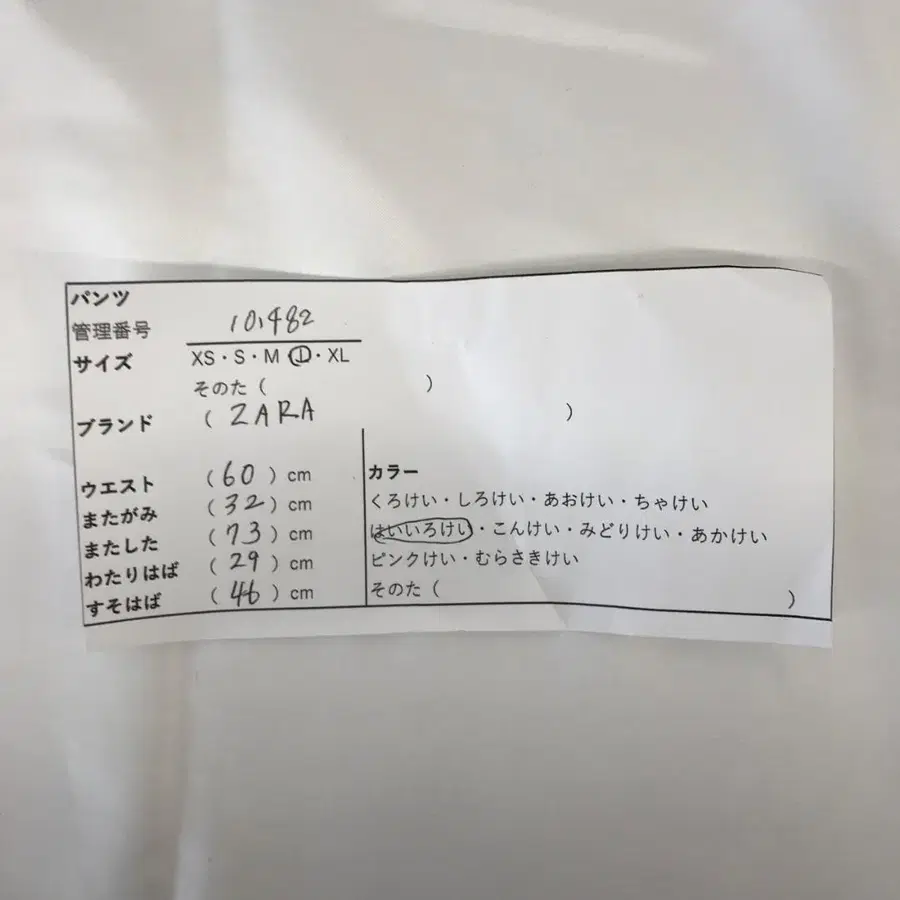 パンツ
管理番号 10,482
サイズ XS・S・M・L・XL
そのた（ ）
ブランド （ ZARA ）
ウエスト （ 60 ）cm
またがみ （ 32 ）cm
またした （ 73 ）cm
わたりはば （ 29 ）cm
すそはば （ 46 ）cm
カラー
くろけい・しろけい・あおけい・ちゃけい
はいいろけい・こんけい・みどりけい・あかけい
ピンクけい・むらさきけい
そのた（ ）